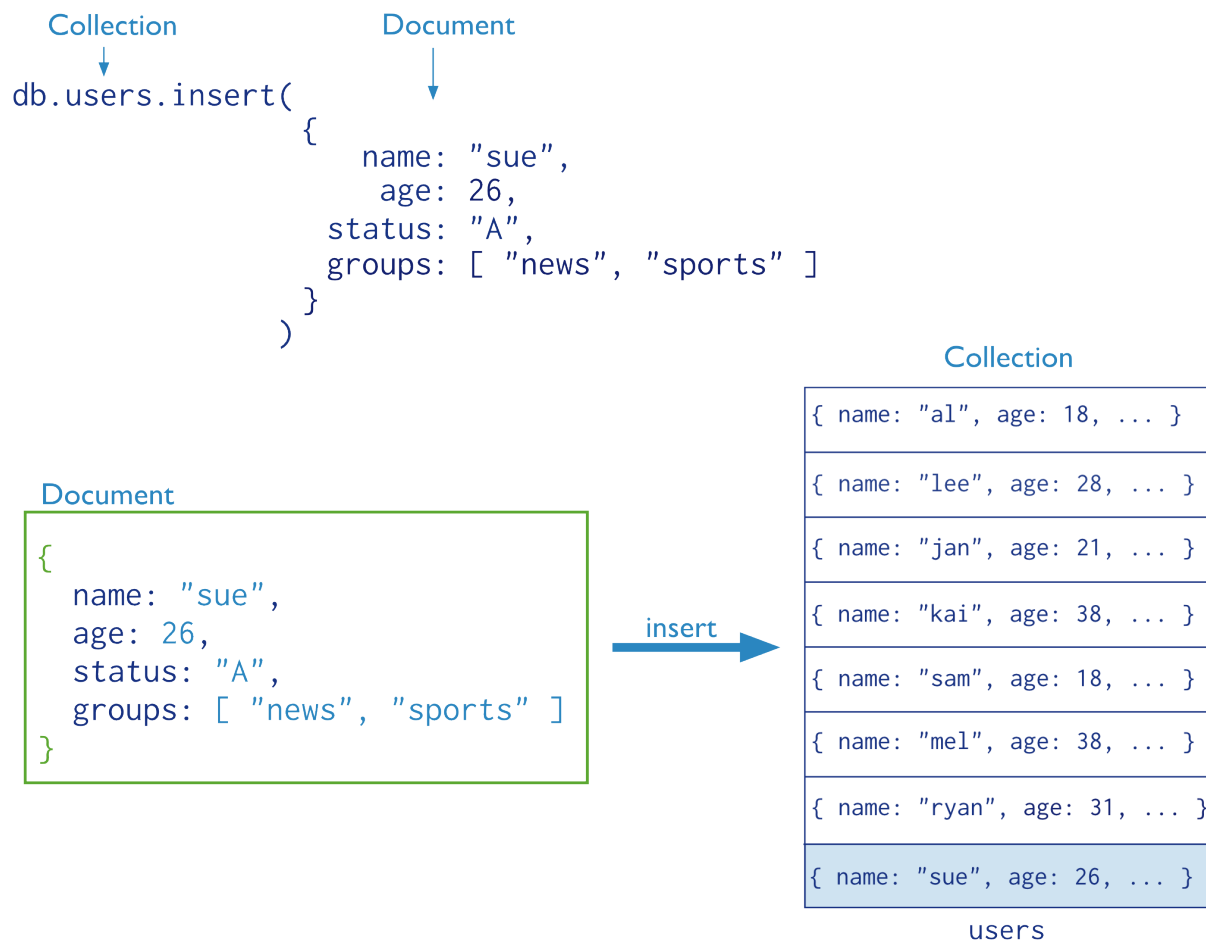 Collection
Document
db.users.insert(
{
name: "sue",
age: 26,
status: "A",
groups: [ "news", "sports" ]
}
)
Document
{
name: "sue",
age: 26,
status: "A",
groups: [ "news", "sports" ]
}
insert
Collection
{ name: "al", age: 18, ... }
{ name: "lee", age: 28, ... }
{ name: "jan", age: 21, ... }
{ name: "kai", age: 38, ... }
{ name: "sam", age: 18, ... }
{ name: "mel", age: 38, ... }
{ name: "ryan", age: 31, ... }
{ name: "sue", age: 26, ... }
users